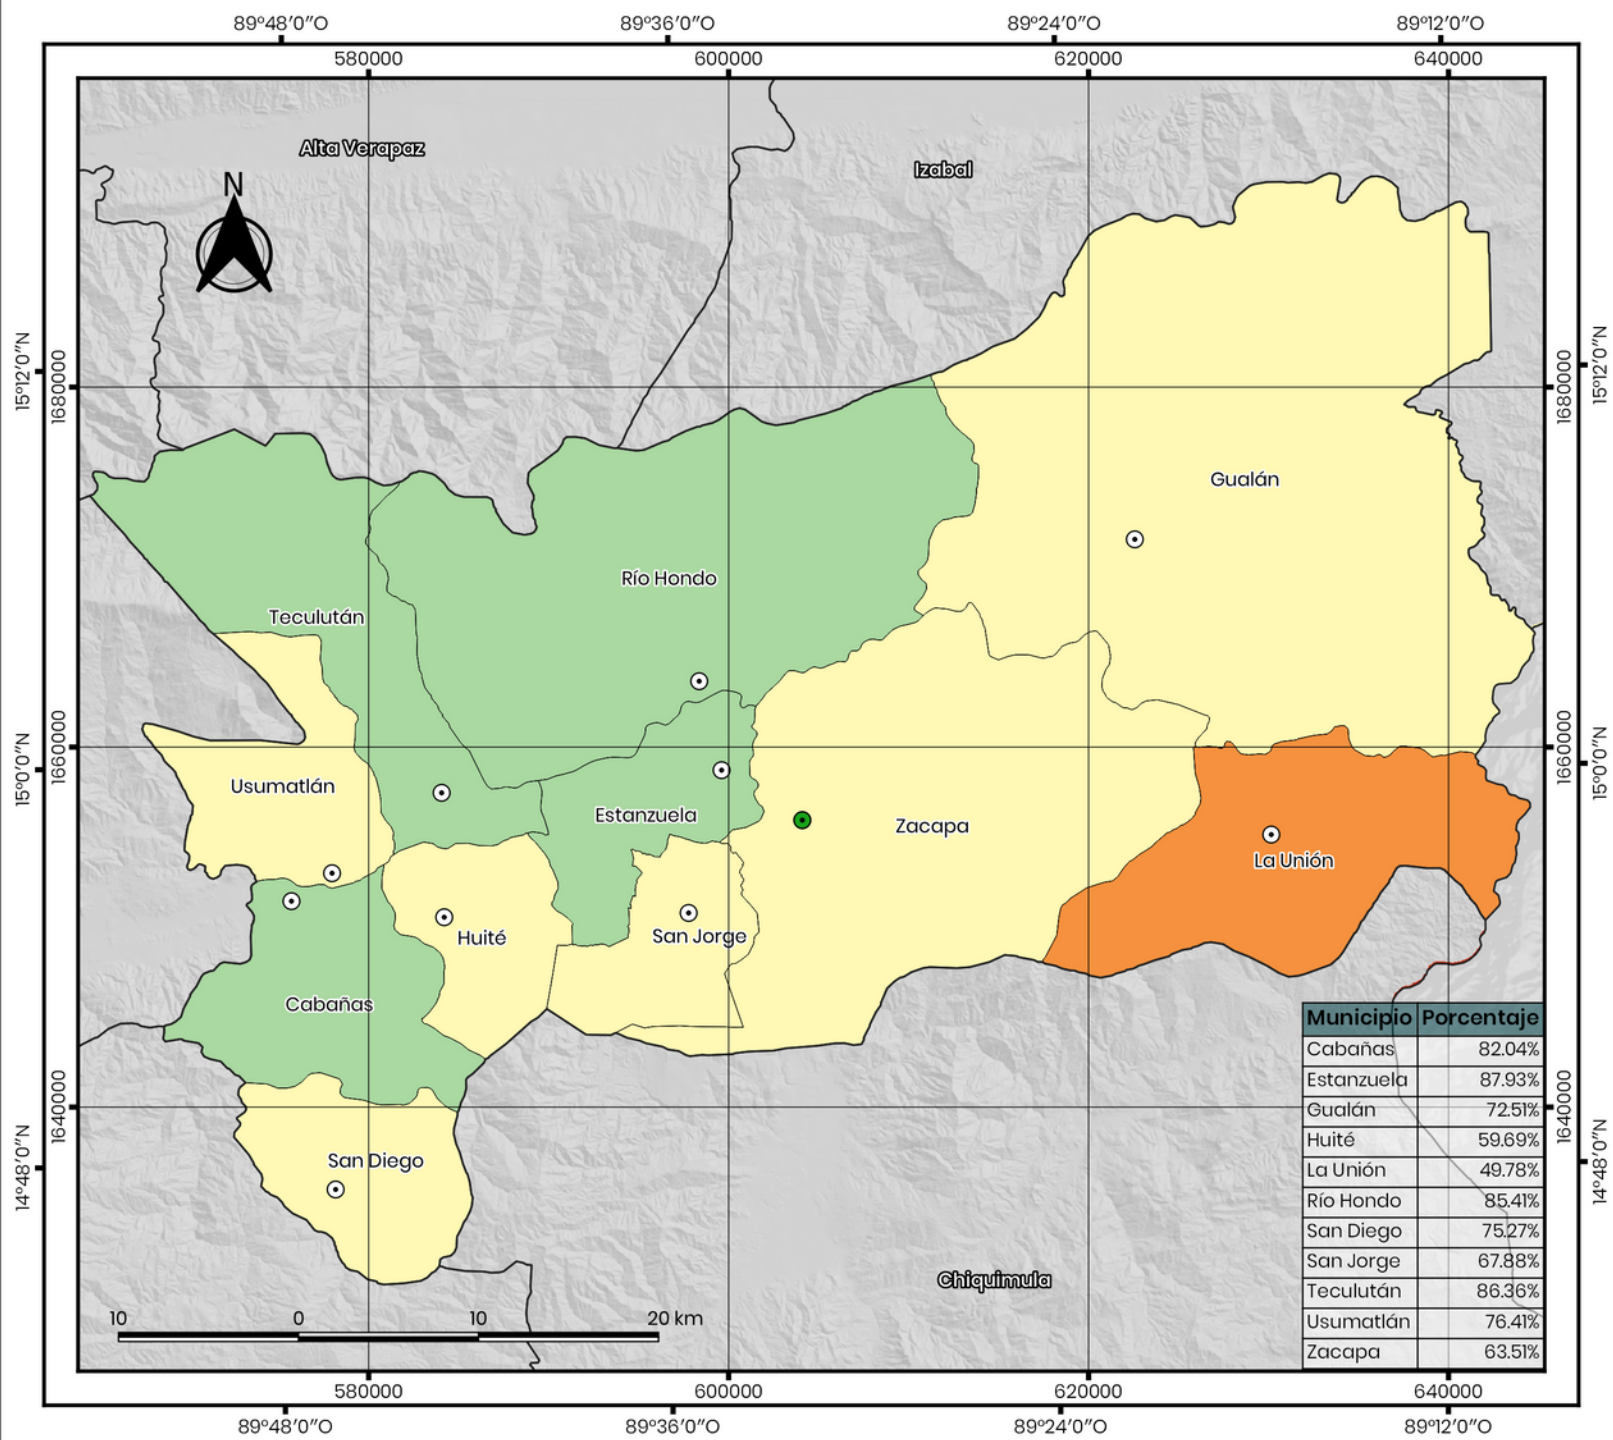 89°48'0"O 89°36'0"O 89°24'0"O 89°12'0"O
580000 600000 620000 640000
Alta Verapaz
Izabal
N
15°12'0"N
1680000
1680000
15°12'0"N
Gualán
Río Hondo
Teculután
15°0'0"N
1660000
1660000
15°0'0"N
Usumatlán
Estanzuela
Zacapa
La Unión
Huité
San Jorge
Cabañas
14°48'0"N
1640000
1640000
14°48'0"N
San Diego
Chiquimula
Municipio Porcentaje
Cabañas 82.04%
Estanzuela 87.93%
Gualán 72.51%
Huité 59.69%
La Unión 49.78%
Río Hondo 85.41%
San Diego 75.27%
San Jorge 67.88%
Teculután 86.36%
Usumatlán 76.41%
Zacapa 63.51%
10 0 10 20 km
580000 600000 620000 640000
89°48'0"O 89°36'0"O 89°24'0"O 89°12'0"O